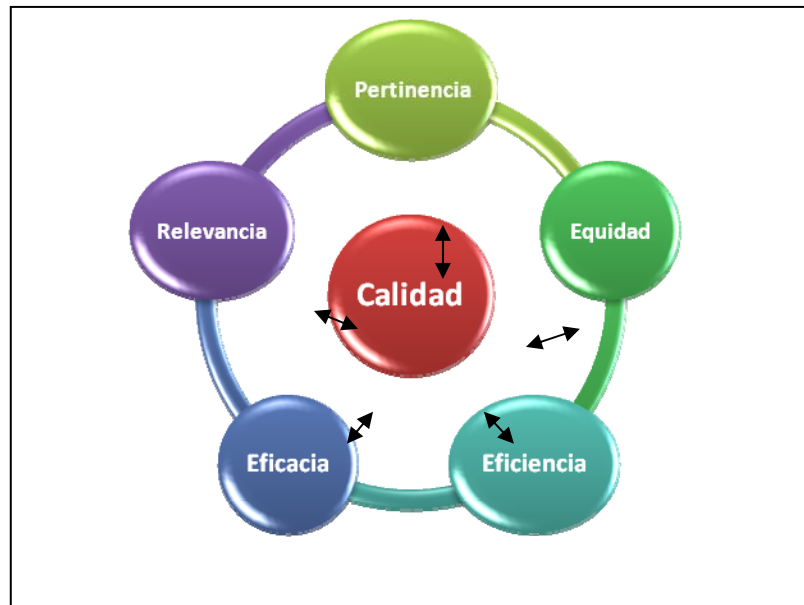 Pertinencia
Relevancia
Equidad
Calidad
Eficacia
Eficiencia